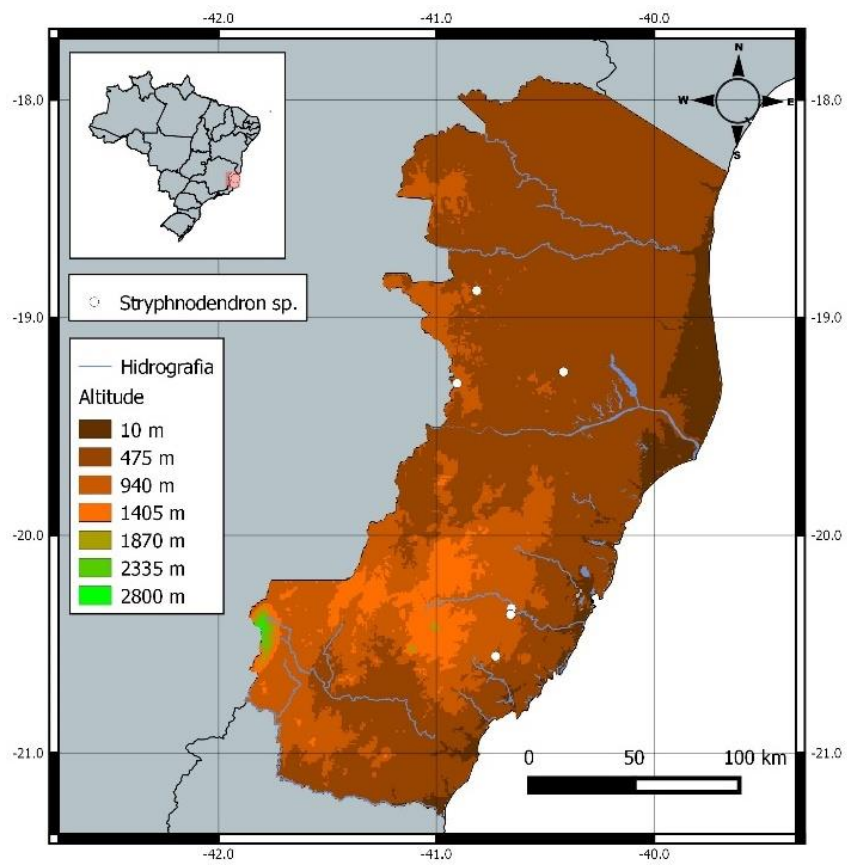 -42.0 -41.0 -40.0
N
W E
S
-18.0 -18.0
Stryphnodendron sp.
-19.0 -19.0
Hidrografia
Altitude
10 m
475 m
940 m
1405 m
1870 m
2335 m
2800 m
-20.0 -20.0
-21.0 -21.0
0 50 100 km
-42.0 -41.0 -40.0